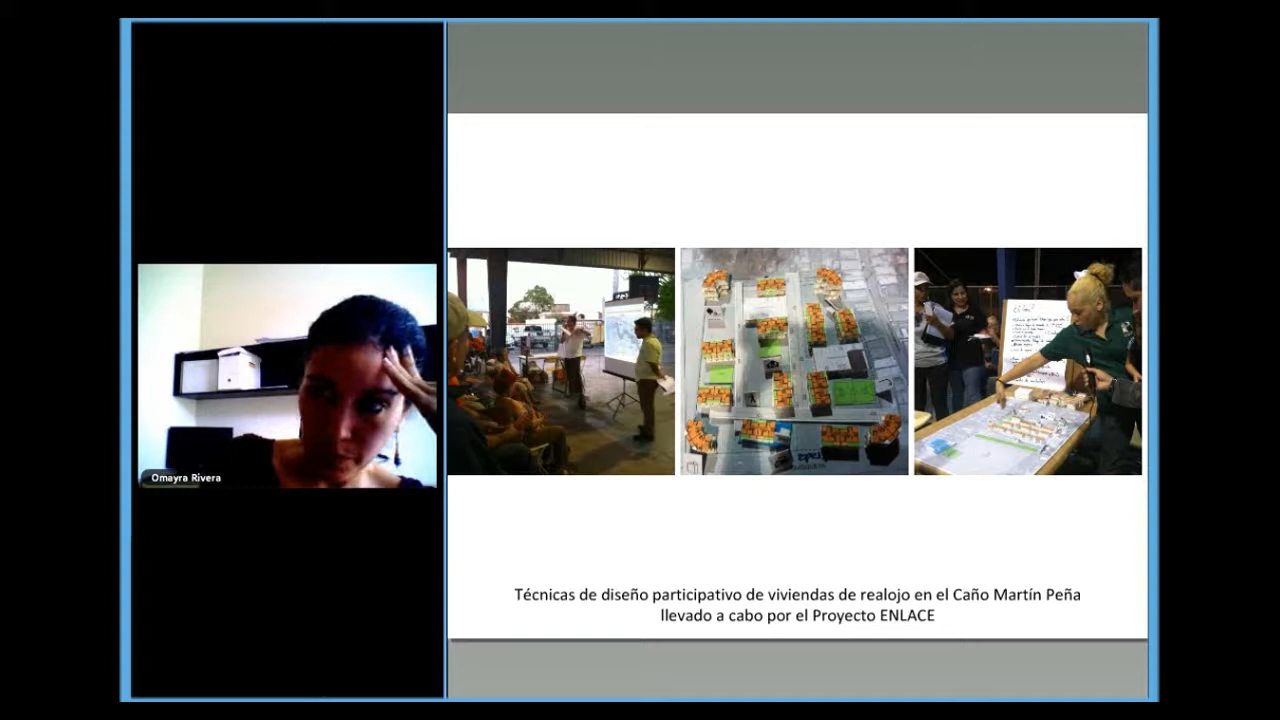 Omayra Rivera
Técnicas de diseño participativo de viviendas de realojo en el Caño Martín Peña
llevado a cabo por el Proyecto ENLACE